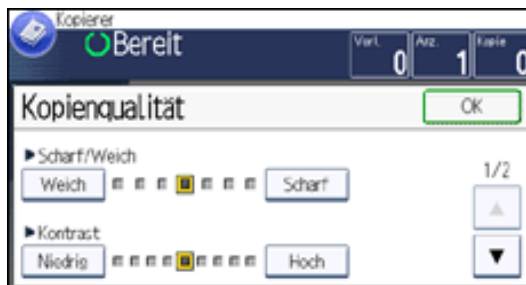 Kopierer
Bereit
Vorl. 0 Anz. 1 Kopie 0
Kopienqualität OK
►Scharf/Weich
Weich Scharf 1/2
►Kontrast
Niedrig Hoch